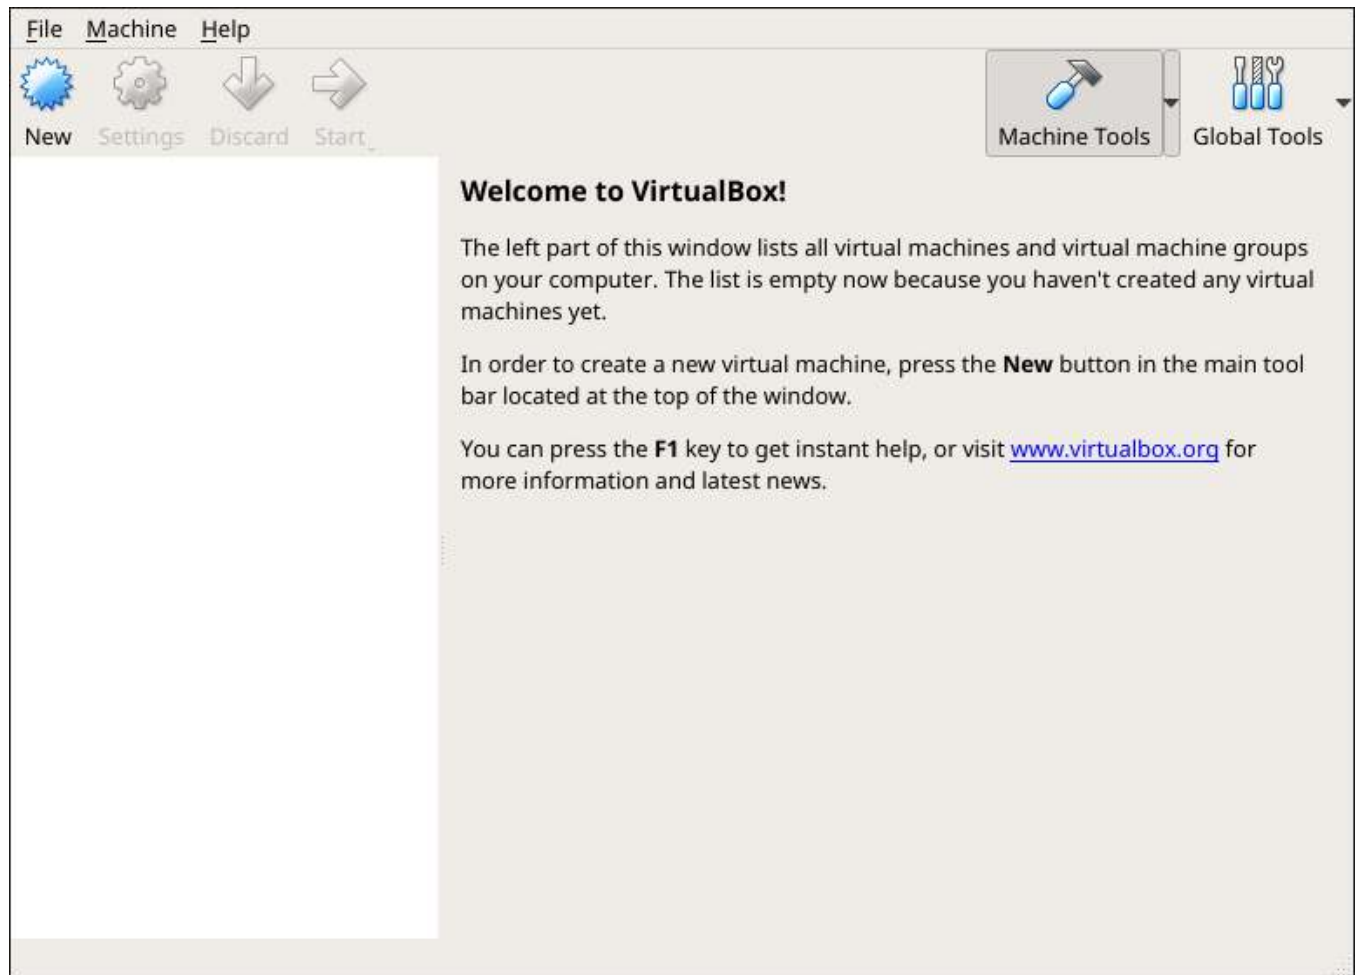 File Machine Help
New Settings Discard Start Machine Tools Global Tools
Welcome to VirtualBox!
The left part of this window lists all virtual machines and virtual machine groups
on your computer. The list is empty now because you haven't created any virtual
machines yet.
In order to create a new virtual machine, press the New button in the main tool
bar located at the top of the window.
You can press the F1 key to get instant help, or visit www.virtualbox.org for
more information and latest news.